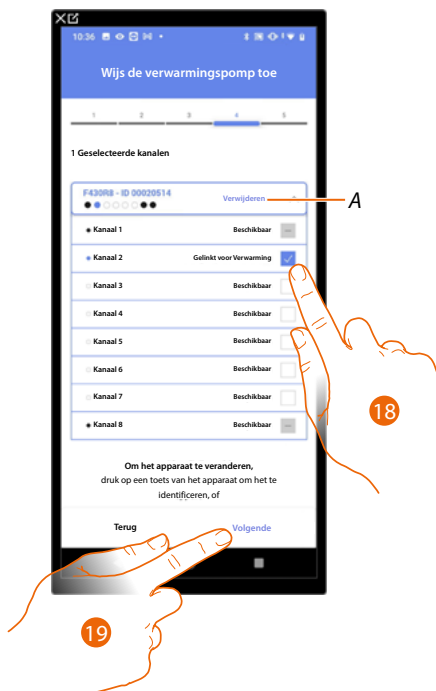 10:36
Wijs de verwarmingspomp toe
1 2 3 4 5
1 Geselecteerde kanalen
F430R8 - ID 00020514
Verwijderen
A
Kanaal 1 Beschikbaar
Kanaal 2 Gelinkt voor Verwarming
Kanaal 3 Beschikbaar
Kanaal 4 Beschikbaar
Kanaal 5 Beschikbaar
Kanaal 6 Beschikbaar
Kanaal 7 Beschikbaar
Kanaal 8 Beschikbaar
18
Om het apparaat te veranderen,
druk op een toets van het apparaat om het te
identificeren, of
Terug Volgende
19